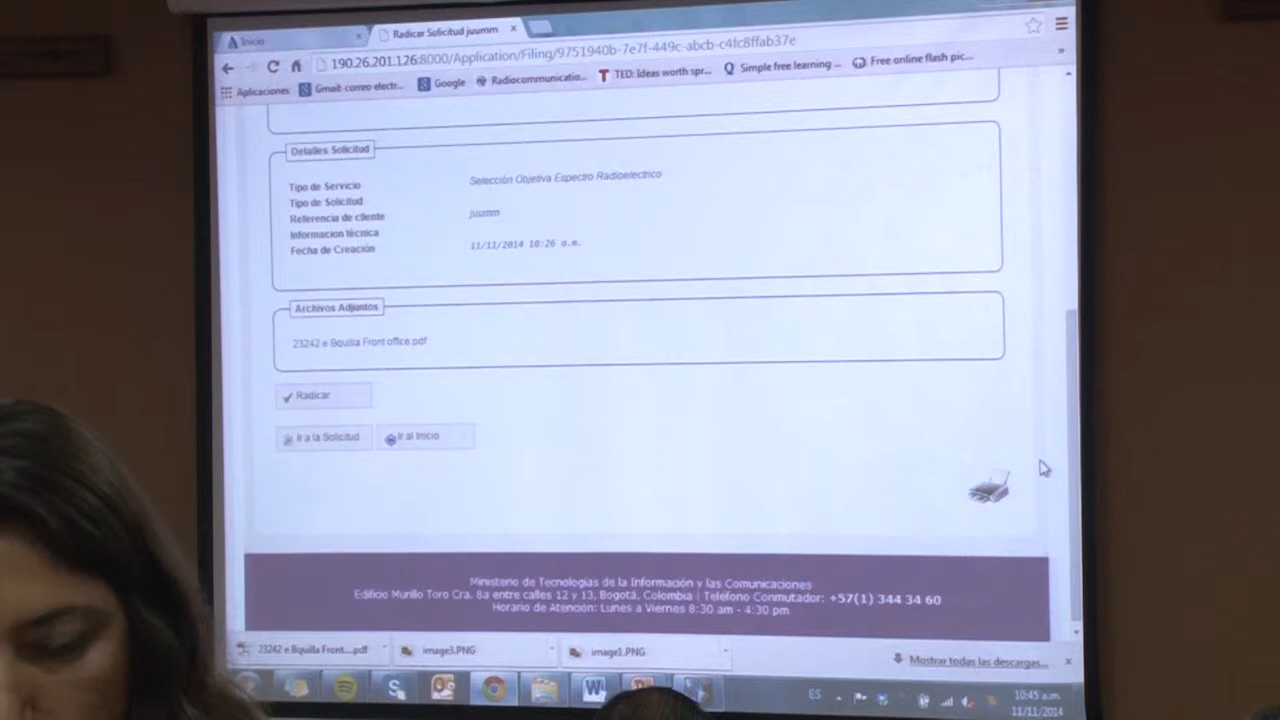 Inicio
Radicar Solicitud juumm
190.26.201.126:8000/Application/Filing/9751940b-7e7f-449c-abcb-c4fc8ffab37e
Aplicaciones Gmail: correo electr... Google Radiocommunicatio... TED: Ideas worth spr... Simple free learning ... Free online flash pic...
Detalles Solicitud
Tipo de Servicio Selección Objetiva Espectro Radioelectrico
Tipo de Solicitud
Referencia de cliente juumm
Informacion técnica
Fecha de Creación 11/11/2014 10:26 a.m.
Archivos Adjuntos
23242 e Bquilla Front office.pdf
Radicar
Ir a la Solicitud Ir al Inicio
Ministerio de Tecnologías de la Información y las Comunicaciones
Edificio Murillo Toro Cra. 8a entre calles 12 y 13, Bogotá, Colombia | Teléfono Conmutador: +57(1) 344 34 60
Horario de Atención: Lunes a Viernes 8:30 am - 4:30 pm
23242 e Bquilla Front....pdf image3.PNG image1.PNG Mostrar todas las descargas...
ES 10:45 a.m.
11/11/2014